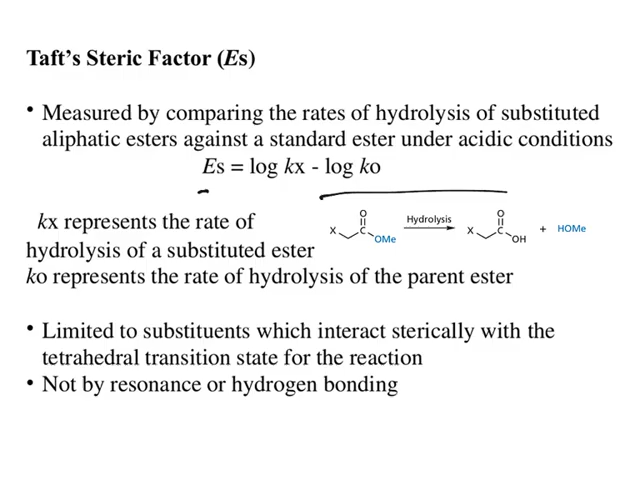 Taft's Steric Factor (Es)
• Measured by comparing the rates of hydrolysis of substituted
aliphatic esters against a standard ester under acidic conditions
Es = log kx - log ko
kx represents the rate of
hydrolysis of a substituted ester
X O C OMe Hydrolysis X O C OH + HOMe
ko represents the rate of hydrolysis of the parent ester
• Limited to substituents which interact sterically with the
tetrahedral transition state for the reaction
• Not by resonance or hydrogen bonding